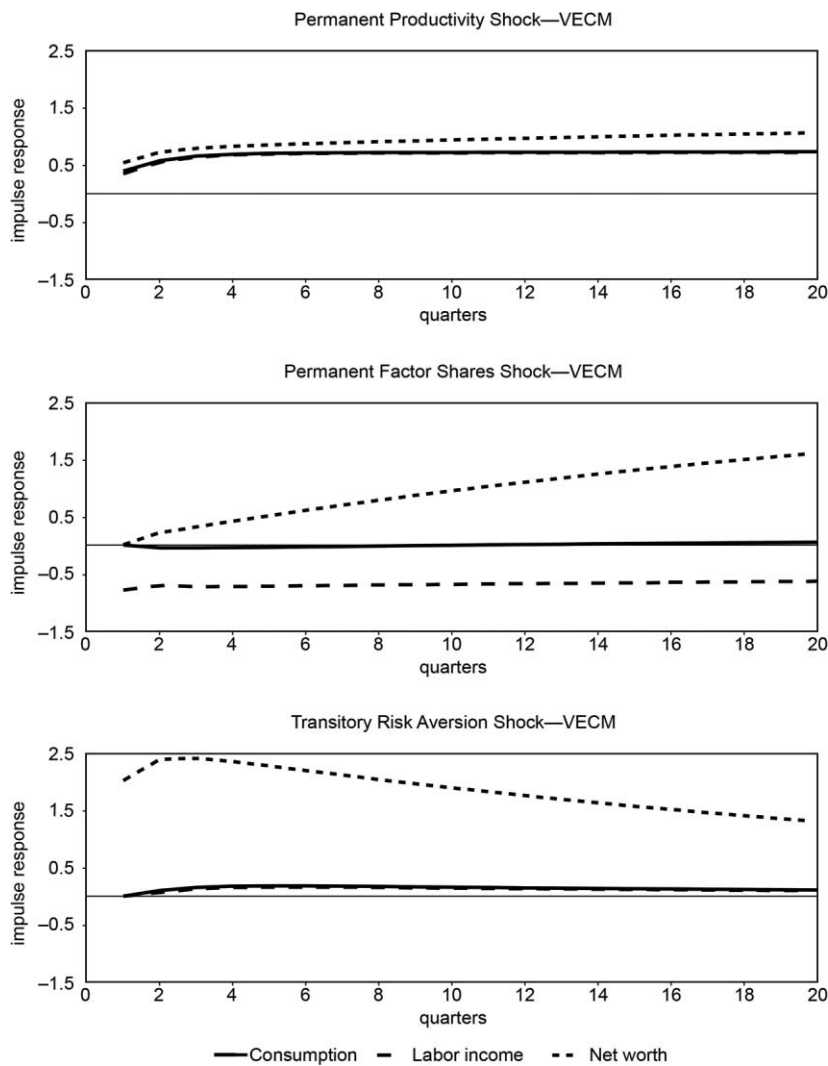 Permanent Productivity Shock—VECM
2.5
1.5
0.5
–0.5
–1.5
impulse response
0 2 4 6 8 10 12 14 16 18 20
quarters
Permanent Factor Shares Shock—VECM
2.5
1.5
0.5
–0.5
–1.5
impulse response
0 2 4 6 8 10 12 14 16 18 20
quarters
Transitory Risk Aversion Shock—VECM
2.5
1.5
0.5
–0.5
–1.5
impulse response
0 2 4 6 8 10 12 14 16 18 20
quarters
Consumption Labor income Net worth